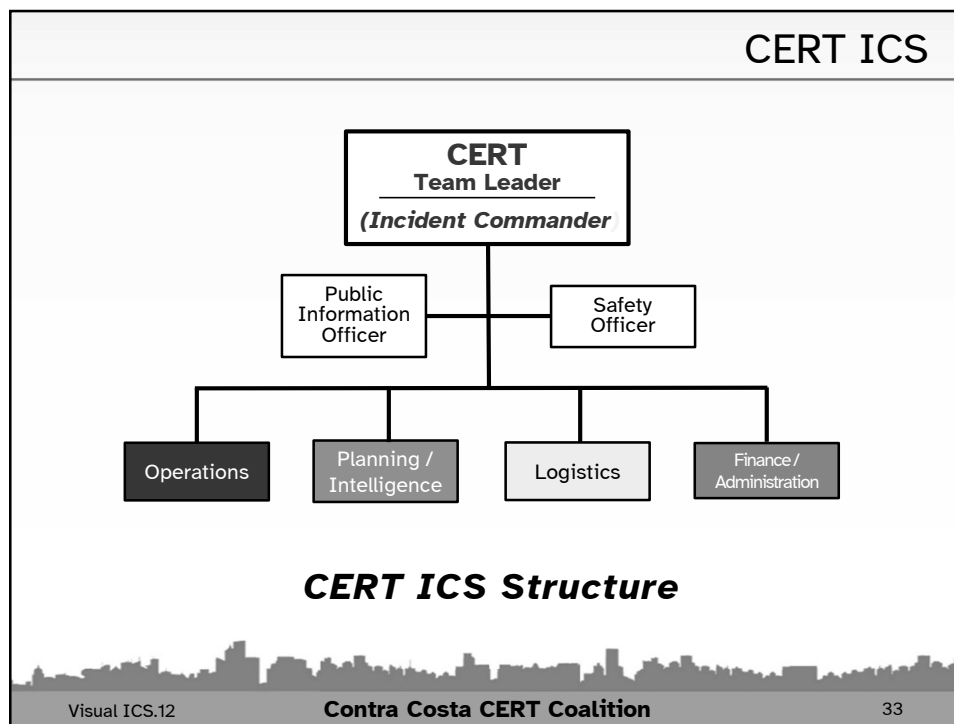 CERT ICS
CERT
Team Leader
(Incident Commander)
Public
Information
Officer
Safety
Officer
Operations
Planning /
Intelligence
Logistics
Finance /
Administration
CERT ICS Structure
Visual ICS.12
Contra Costa CERT Coalition
33